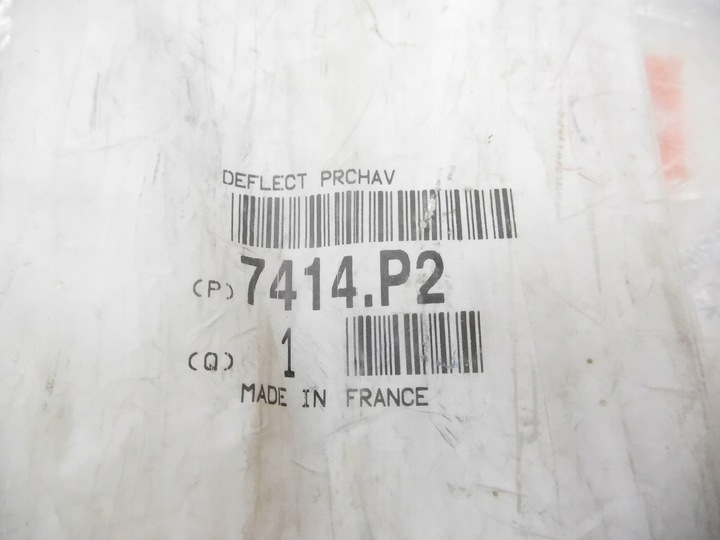 DEFLECT PRCHAV
(P) 7414.P2
(Q) 1
MADE IN FRANCE